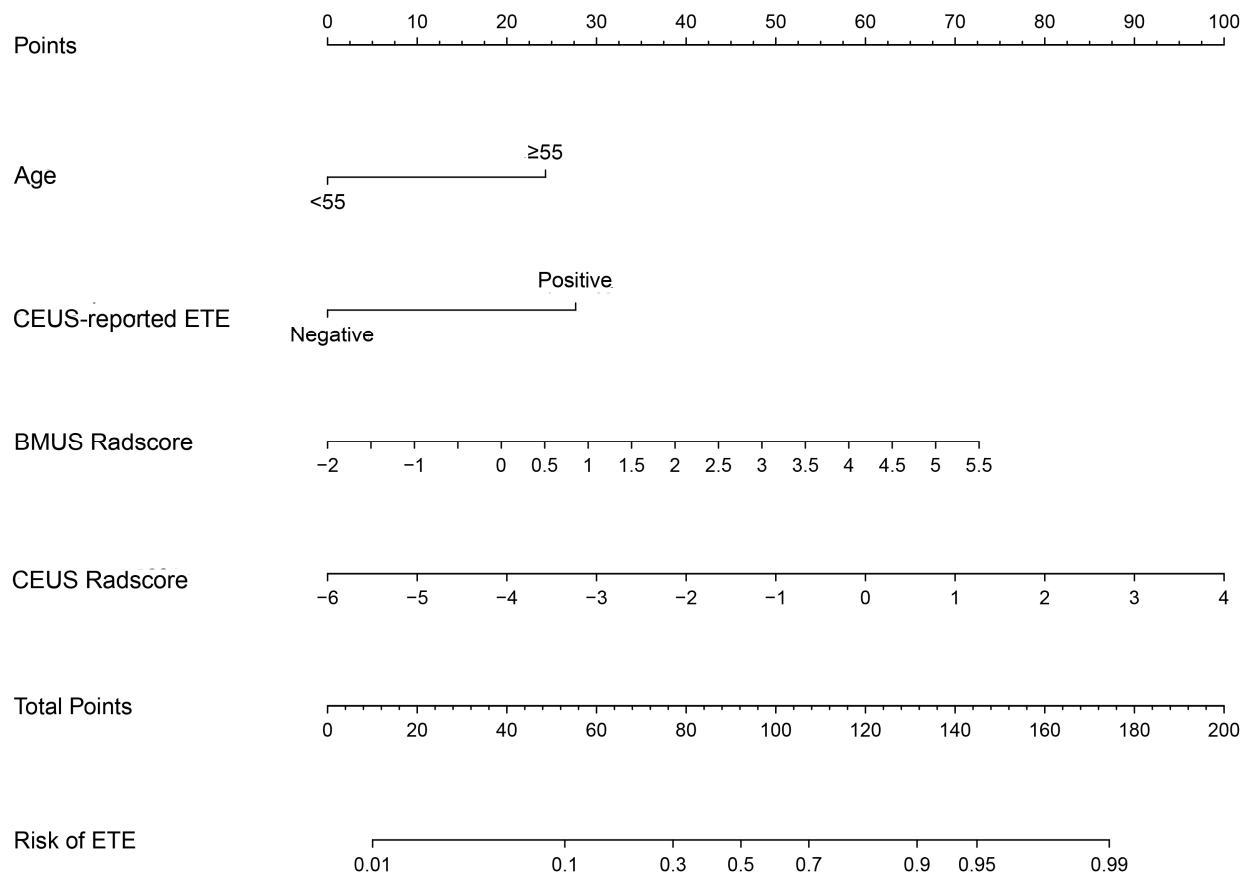 0 10 20 30 40 50 60 70 80 90 100
Points
≥55
Age
<55
Positive
CEUS-reported ETE
Negative
BMUS Radscore
−2 −1 0 0.5 1 1.5 2 2.5 3 3.5 4 4.5 5 5.5
CEUS Radscore
−6 −5 −4 −3 −2 −1 0 1 2 3 4
Total Points
0 20 40 60 80 100 120 140 160 180 200
Risk of ETE
0.01 0.1 0.3 0.5 0.7 0.9 0.95 0.99